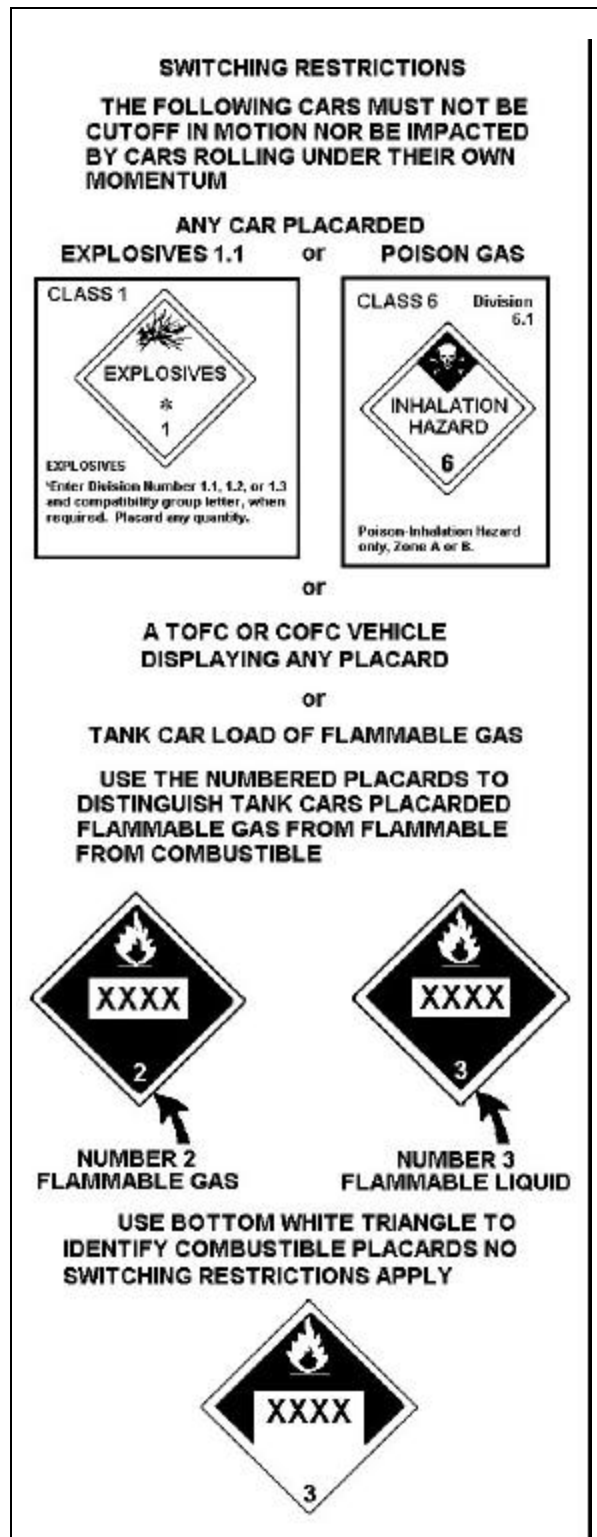 SWITCHING RESTRICTIONS
THE FOLLOWING CARS MUST NOT BE
CUTOFF IN MOTION NOR BE IMPACTED
BY CARS ROLLING UNDER THEIR OWN
MOMENTUM
ANY CAR PLACARDED
EXPLOSIVES 1.1 or POISON GAS
CLASS 1
EXPLOSIVES
*
1
EXPLOSIVES
*Enter Division Number 1.1, 1.2, or 1.3
and compatibility group letter, when
required. Placard any quantity.
CLASS 6 Division
6.1
INHALATION
HAZARD
6
Poison-Inhalation Hazard
only, Zone A or B.
or
A TOFC OR COFC VEHICLE
DISPLAYING ANY PLACARD
or
TANK CAR LOAD OF FLAMMABLE GAS
USE THE NUMBERED PLACARDS TO
DISTINGUISH TANK CARS PLACARDED
FLAMMABLE GAS FROM FLAMMABLE
FROM COMBUSTIBLE
XXXX
2
NUMBER 2
FLAMMABLE GAS
XXXX
3
NUMBER 3
FLAMMABLE LIQUID
USE BOTTOM WHITE TRIANGLE TO
IDENTIFY COMBUSTIBLE PLACARDS NO
SWITCHING RESTRICTIONS APPLY
XXXX
3